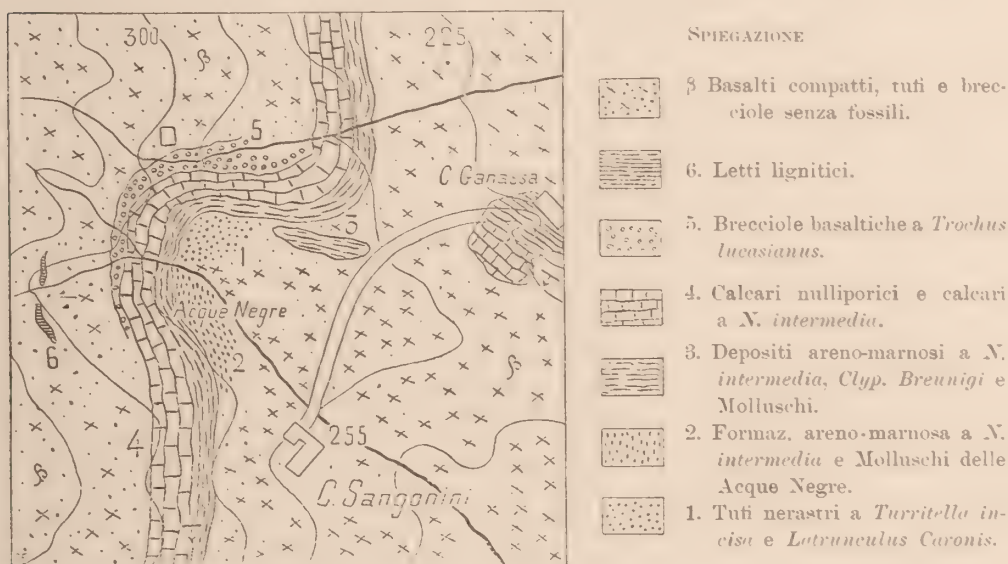 300
225
β
5
C Ganassa
3
1
Acque Negre
6
2
β
4
255
β
C. Sangonini
SPIEGAZIONE
β Basalti compatti, tufi e brec-
ciole senza fossili.
6. Letti lignitici.
5. Brecciole basaltiche a Trochus
lucasianus.
4. Calcari nulliporici e calcari
a N. intermedia.
3. Depositi areno-marnosi a N.
intermedia, Clyp. Breunigi e
Molluschi.
2. Formaz. areno-marnosa a N.
intermedia e Molluschi delle
Acque Negre.
1. Tufi nerastri a Turritella in-
cisa e Latrunculus Caronis.